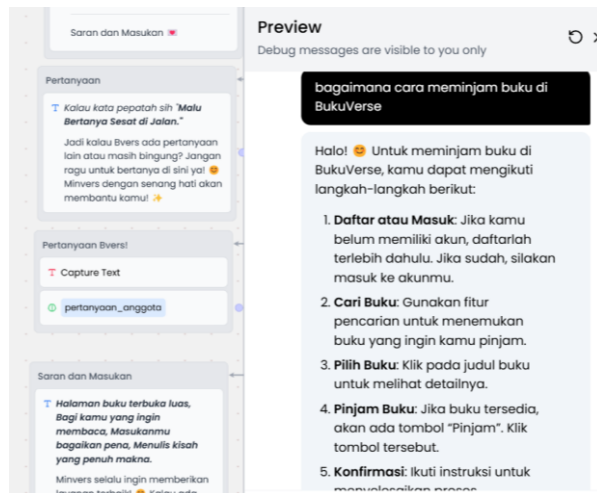 Saran dan Masukan 💌
Pertanyaan
Kalau kata pepatah sih "Malu
Bertanya Sesat di Jalan."
Jadi kalau Bvers ada pertanyaan
lain atau masih bingung? Jangan
ragu untuk bertanya di sini ya! 😊
Minvers dengan senang hati akan
membantu kamu! ✨
Pertanyaan Bvers!
Capture Text
pertanyaan_anggota
Saran dan Masukan
Halaman buku terbuka luas,
Bagi kamu yang ingin
membaca, Masukanmu
bagaikan pena, Menulis kisah
yang penuh makna.
Minvers selalu ingin memberikan
layanan terbaik! 😊 Kalau ada
Preview
Debug messages are visible to you only
bagaimana cara meminjam buku di
BukuVerse
Halo! 😊 Untuk meminjam buku di
BukuVerse, kamu dapat mengikuti
langkah-langkah berikut:
1. Daftar atau Masuk: Jika kamu
belum memiliki akun, daftarlah
terlebih dahulu. Jika sudah, silakan
masuk ke akunmu.
2. Cari Buku: Gunakan fitur
pencarian untuk menemukan
buku yang ingin kamu pinjam.
3. Pilih Buku: Klik pada judul buku
untuk melihat detailnya.
4. Pinjam Buku: Jika buku tersedia,
akan ada tombol "Pinjam". Klik
tombol tersebut.
5. Konfirmasi: Ikuti instruksi untuk
menyelesaikan proses